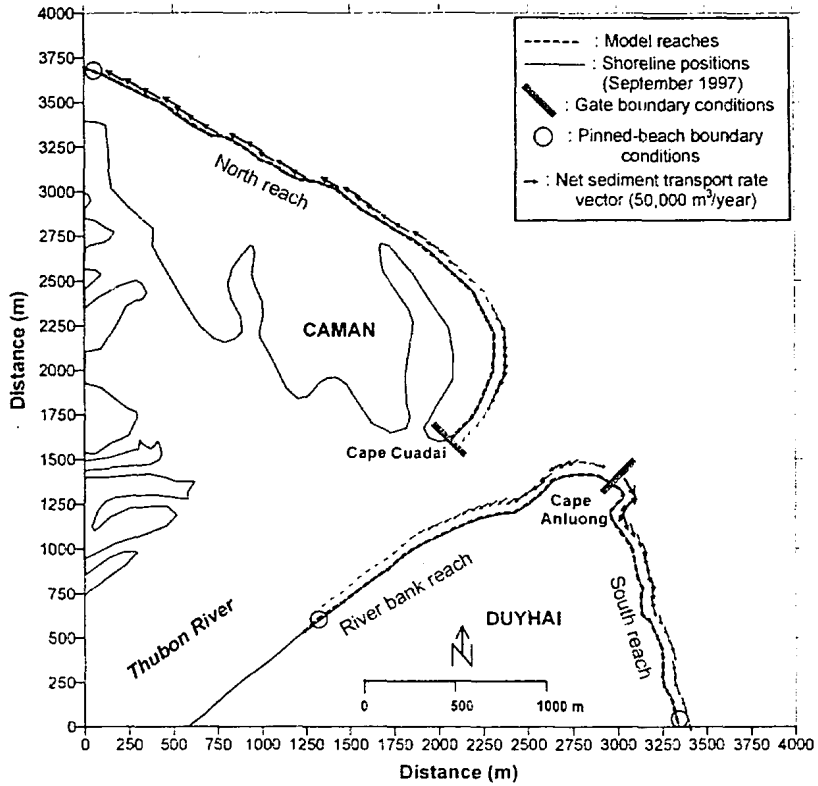 4000
3750
3500
3250
3000
2750
2500
2250
2000
1750
1500
1250
1000
750
500
250
0
Distance (m)
: Model reaches
: Shoreline positions
(September 1997)
: Gate boundary conditions
: Pinned-beach boundary
conditions
: Net sediment transport rate
vector (50,000 m³/year)
North reach
CAMAN
Cape Cuadai
Cape
Anluong
River bank reach
DUYHAI
South reach
Thubon River
N
0 500 1000 m
0 250 500 750 1000 1250 1500 1750 2000 2250 2500 2750 3000 3250 3500 3750 4000
Distance (m)